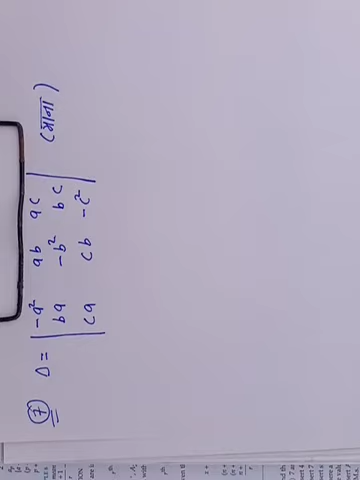 ⑦ Δ = | -a² ab ac |
| ba -b² bc | (माना)
| ca cb -c² |